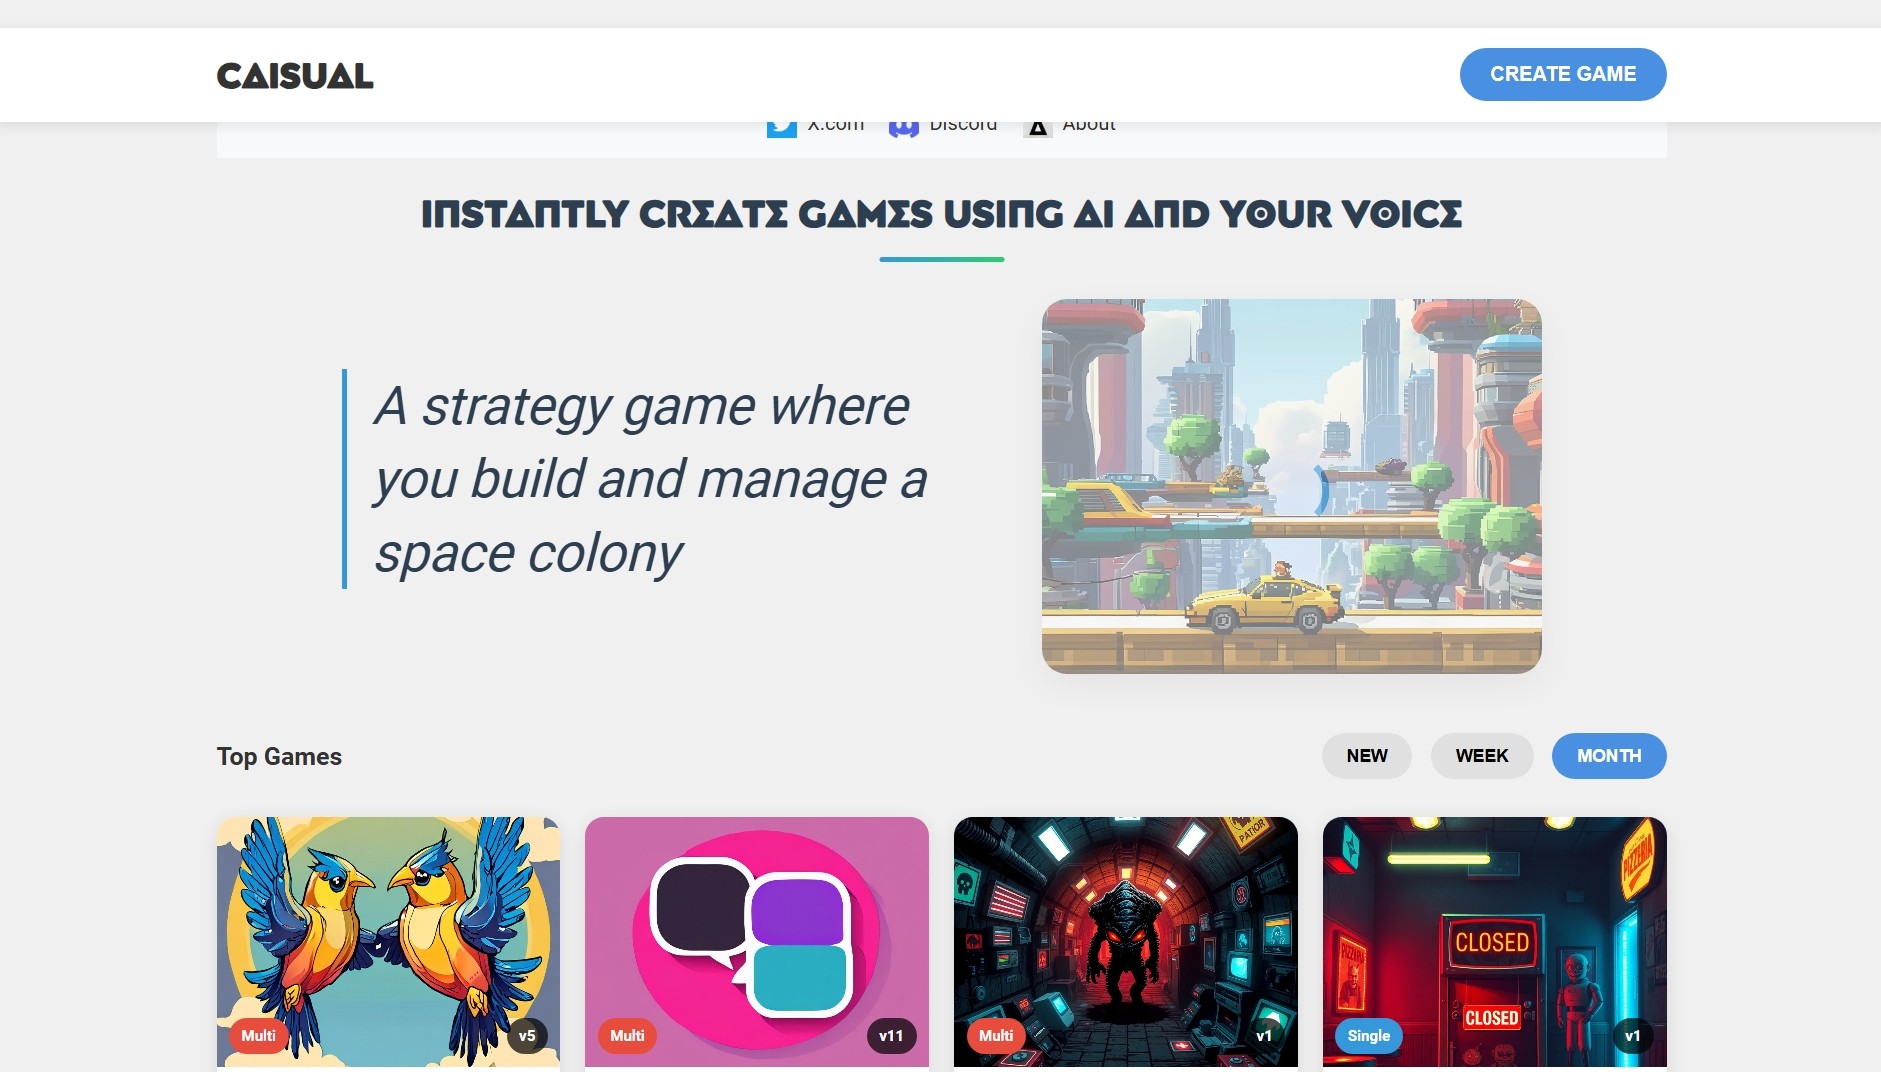 CAISUAL
CREATE GAME
X.com Discord About
INSTANTLY CREATE GAMES USING AI AND YOUR VOICE
A strategy game where
you build and manage a
space colony
Top Games
NEW WEEK MONTH
PATIOR
PIZZERIA
CLOSED
CLOSED
Multi v5
Multi v11
Multi v1
Single v1